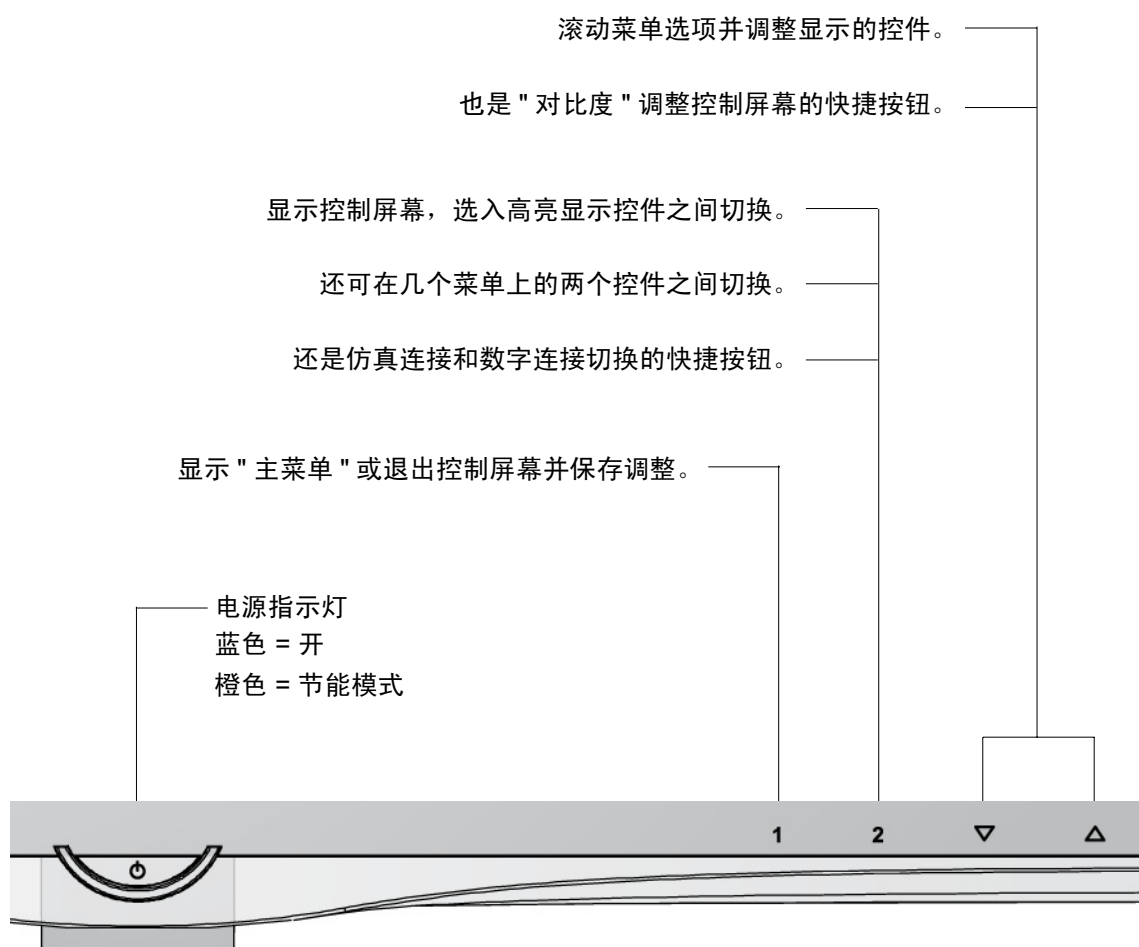 滚动菜单选项并调整显示的控件。
也是 " 对比度 " 调整控制屏幕的快捷按钮。
显示控制屏幕，选入高亮显示控件之间切换。
还可在几个菜单上的两个控件之间切换。
还是仿真连接和数字连接切换的快捷按钮。
显示 " 主菜单 " 或退出控制屏幕并保存调整。
电源指示灯
蓝色 = 开
橙色 = 节能模式
1 2